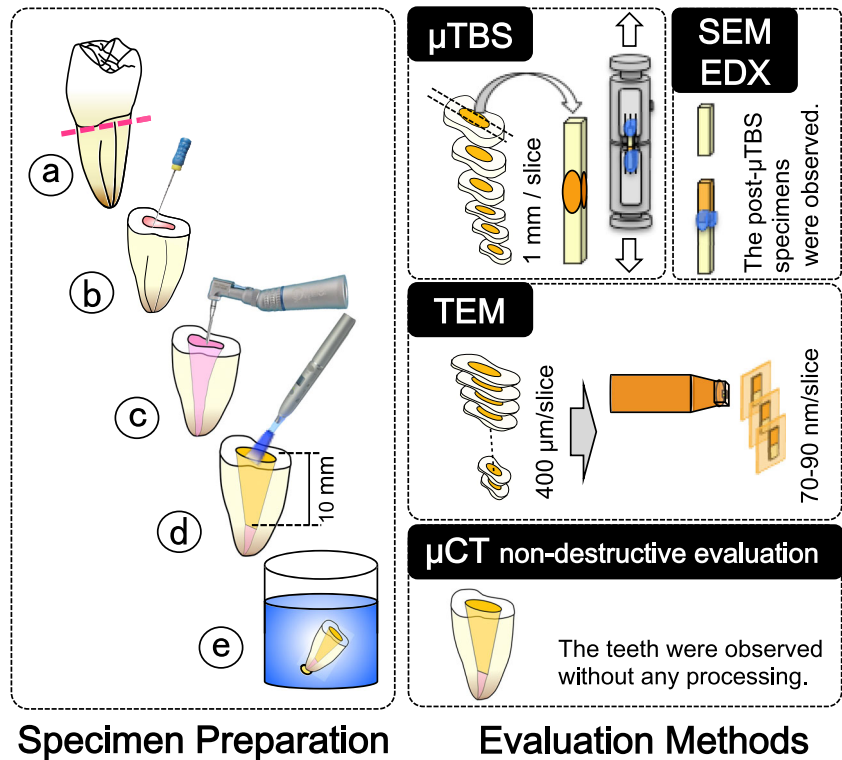 a
b
c
d
10 mm
e
Specimen Preparation
µTBS
1 mm / slice
SEM
EDX
The post-µTBS
specimens
were observed.
TEM
400 µm/slice
70-90 nm/slice
µCT non-destructive evaluation
The teeth were observed
without any processing.
Evaluation Methods